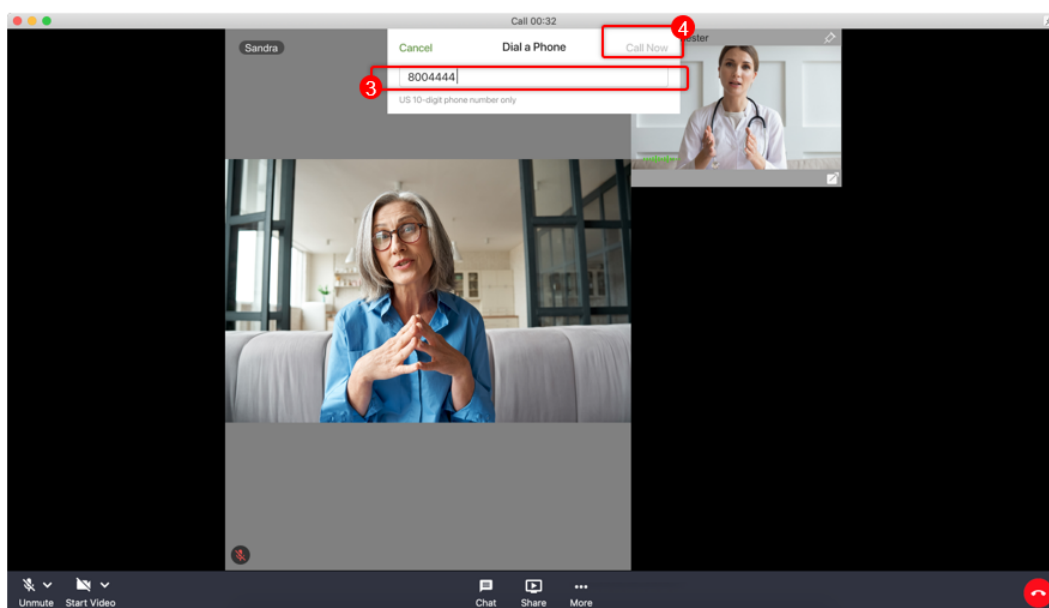 Call 00:32
4
Sandra
Cancel
Dial a Phone
Call Now
3
8004444
US 10-digit phone number only
Unmute
Start Video
Chat
Share
More